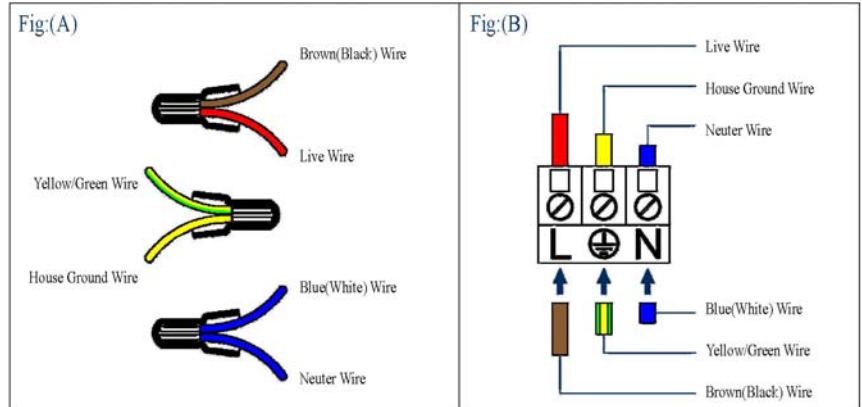 Fig:(A)
Brown(Black) Wire
Live Wire
Yellow/Green Wire
House Ground Wire
Blue(White) Wire
Neuter Wire
Fig:(B)
Live Wire
House Ground Wire
Neuter Wire
L N
Blue(White) Wire
Yellow/Green Wire
Brown(Black) Wire